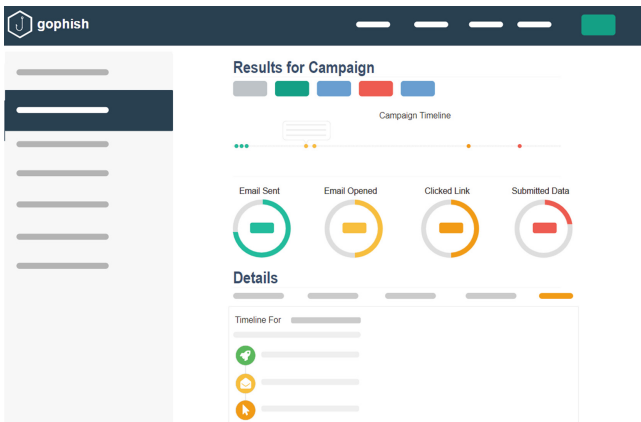 gophish
Results for Campaign
Campaign Timeline
Email Sent
Email Opened
Clicked Link
Submitted Data
Details
Timeline For